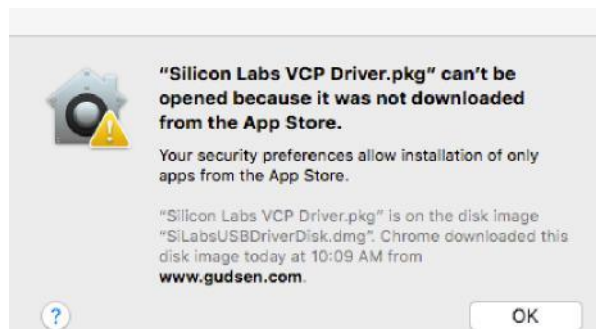 “Silicon Labs VCP Driver.pkg” can’t be
opened because it was not downloaded
from the App Store.
Your security preferences allow installation of only
apps from the App Store.
“Silicon Labs VCP Driver.pkg” is on the disk image
“SiLabsUSBDriverDisk.dmg”. Chrome downloaded this
disk image today at 10:09 AM from
www.gudsen.com.
?
OK